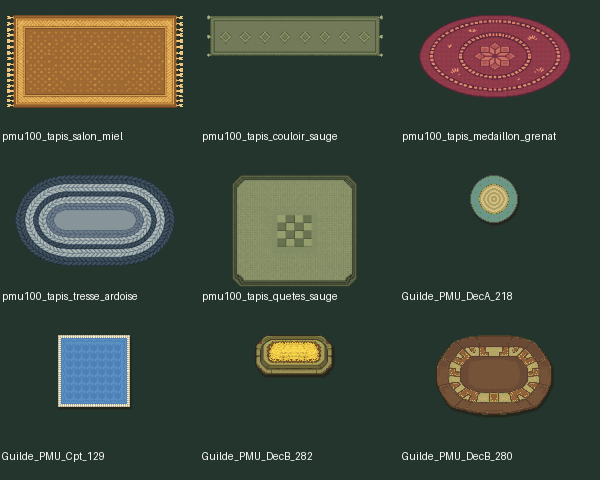 pmu100_tapis_salon_miel
pmu100_tapis_couloir_sauge
pmu100_tapis_medaillon_grenat
pmu100_tapis_tresse_ardoise
pmu100_tapis_quetes_sauge
Guilde_PMU_DecA_218
Guilde_PMU_Cpt_129
Guilde_PMU_DecB_282
Guilde_PMU_DecB_280